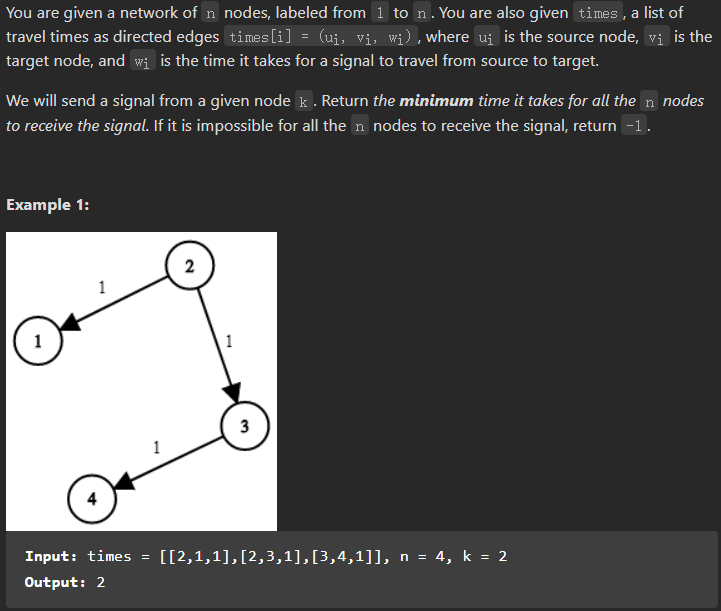 You are given a network of n nodes, labeled from 1 to n. You are also given times, a list of
travel times as directed edges times[i] = (uᵢ, vᵢ, wᵢ), where uᵢ is the source node, vᵢ is the
target node, and wᵢ is the time it takes for a signal to travel from source to target.
We will send a signal from a given node k. Return the minimum time it takes for all the n nodes
to receive the signal. If it is impossible for all the n nodes to receive the signal, return -1.
Example 1:
2
1
1
1
3
1
4
Input: times = [[2,1,1],[2,3,1],[3,4,1]], n = 4, k = 2
Output: 2